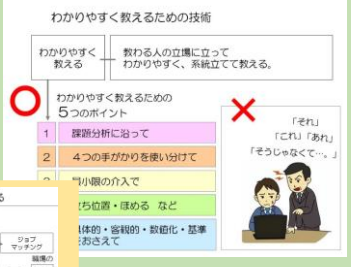 わかりやすく教えるための技術
わかりやすく
教える
教わる人の立場に立って
わかりやすく、系統立てて教える。
わかりやすく教えるための
5つのポイント
1 課題分析に沿って
2 4つの手がかりを使い分けて
小限の介入で
ち位置・ほめる など
体的・客観的・数値化・基準
をおさえて
「それ」
「これ」「あれ」
「そうじゃなくて…。」
る
ジョブ
マッチング
職場の